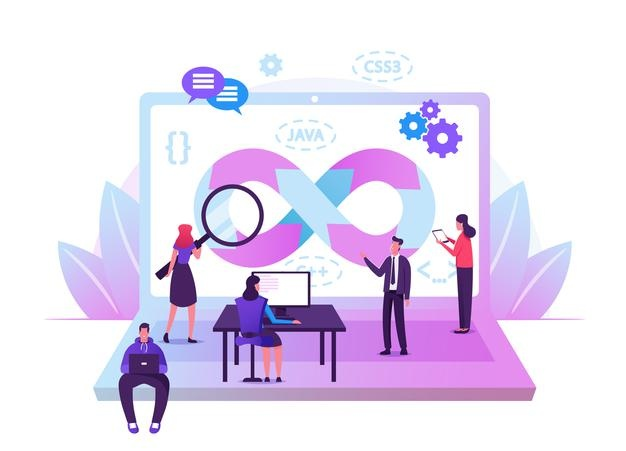 CSS3
JAVA
{}
C++
<...>